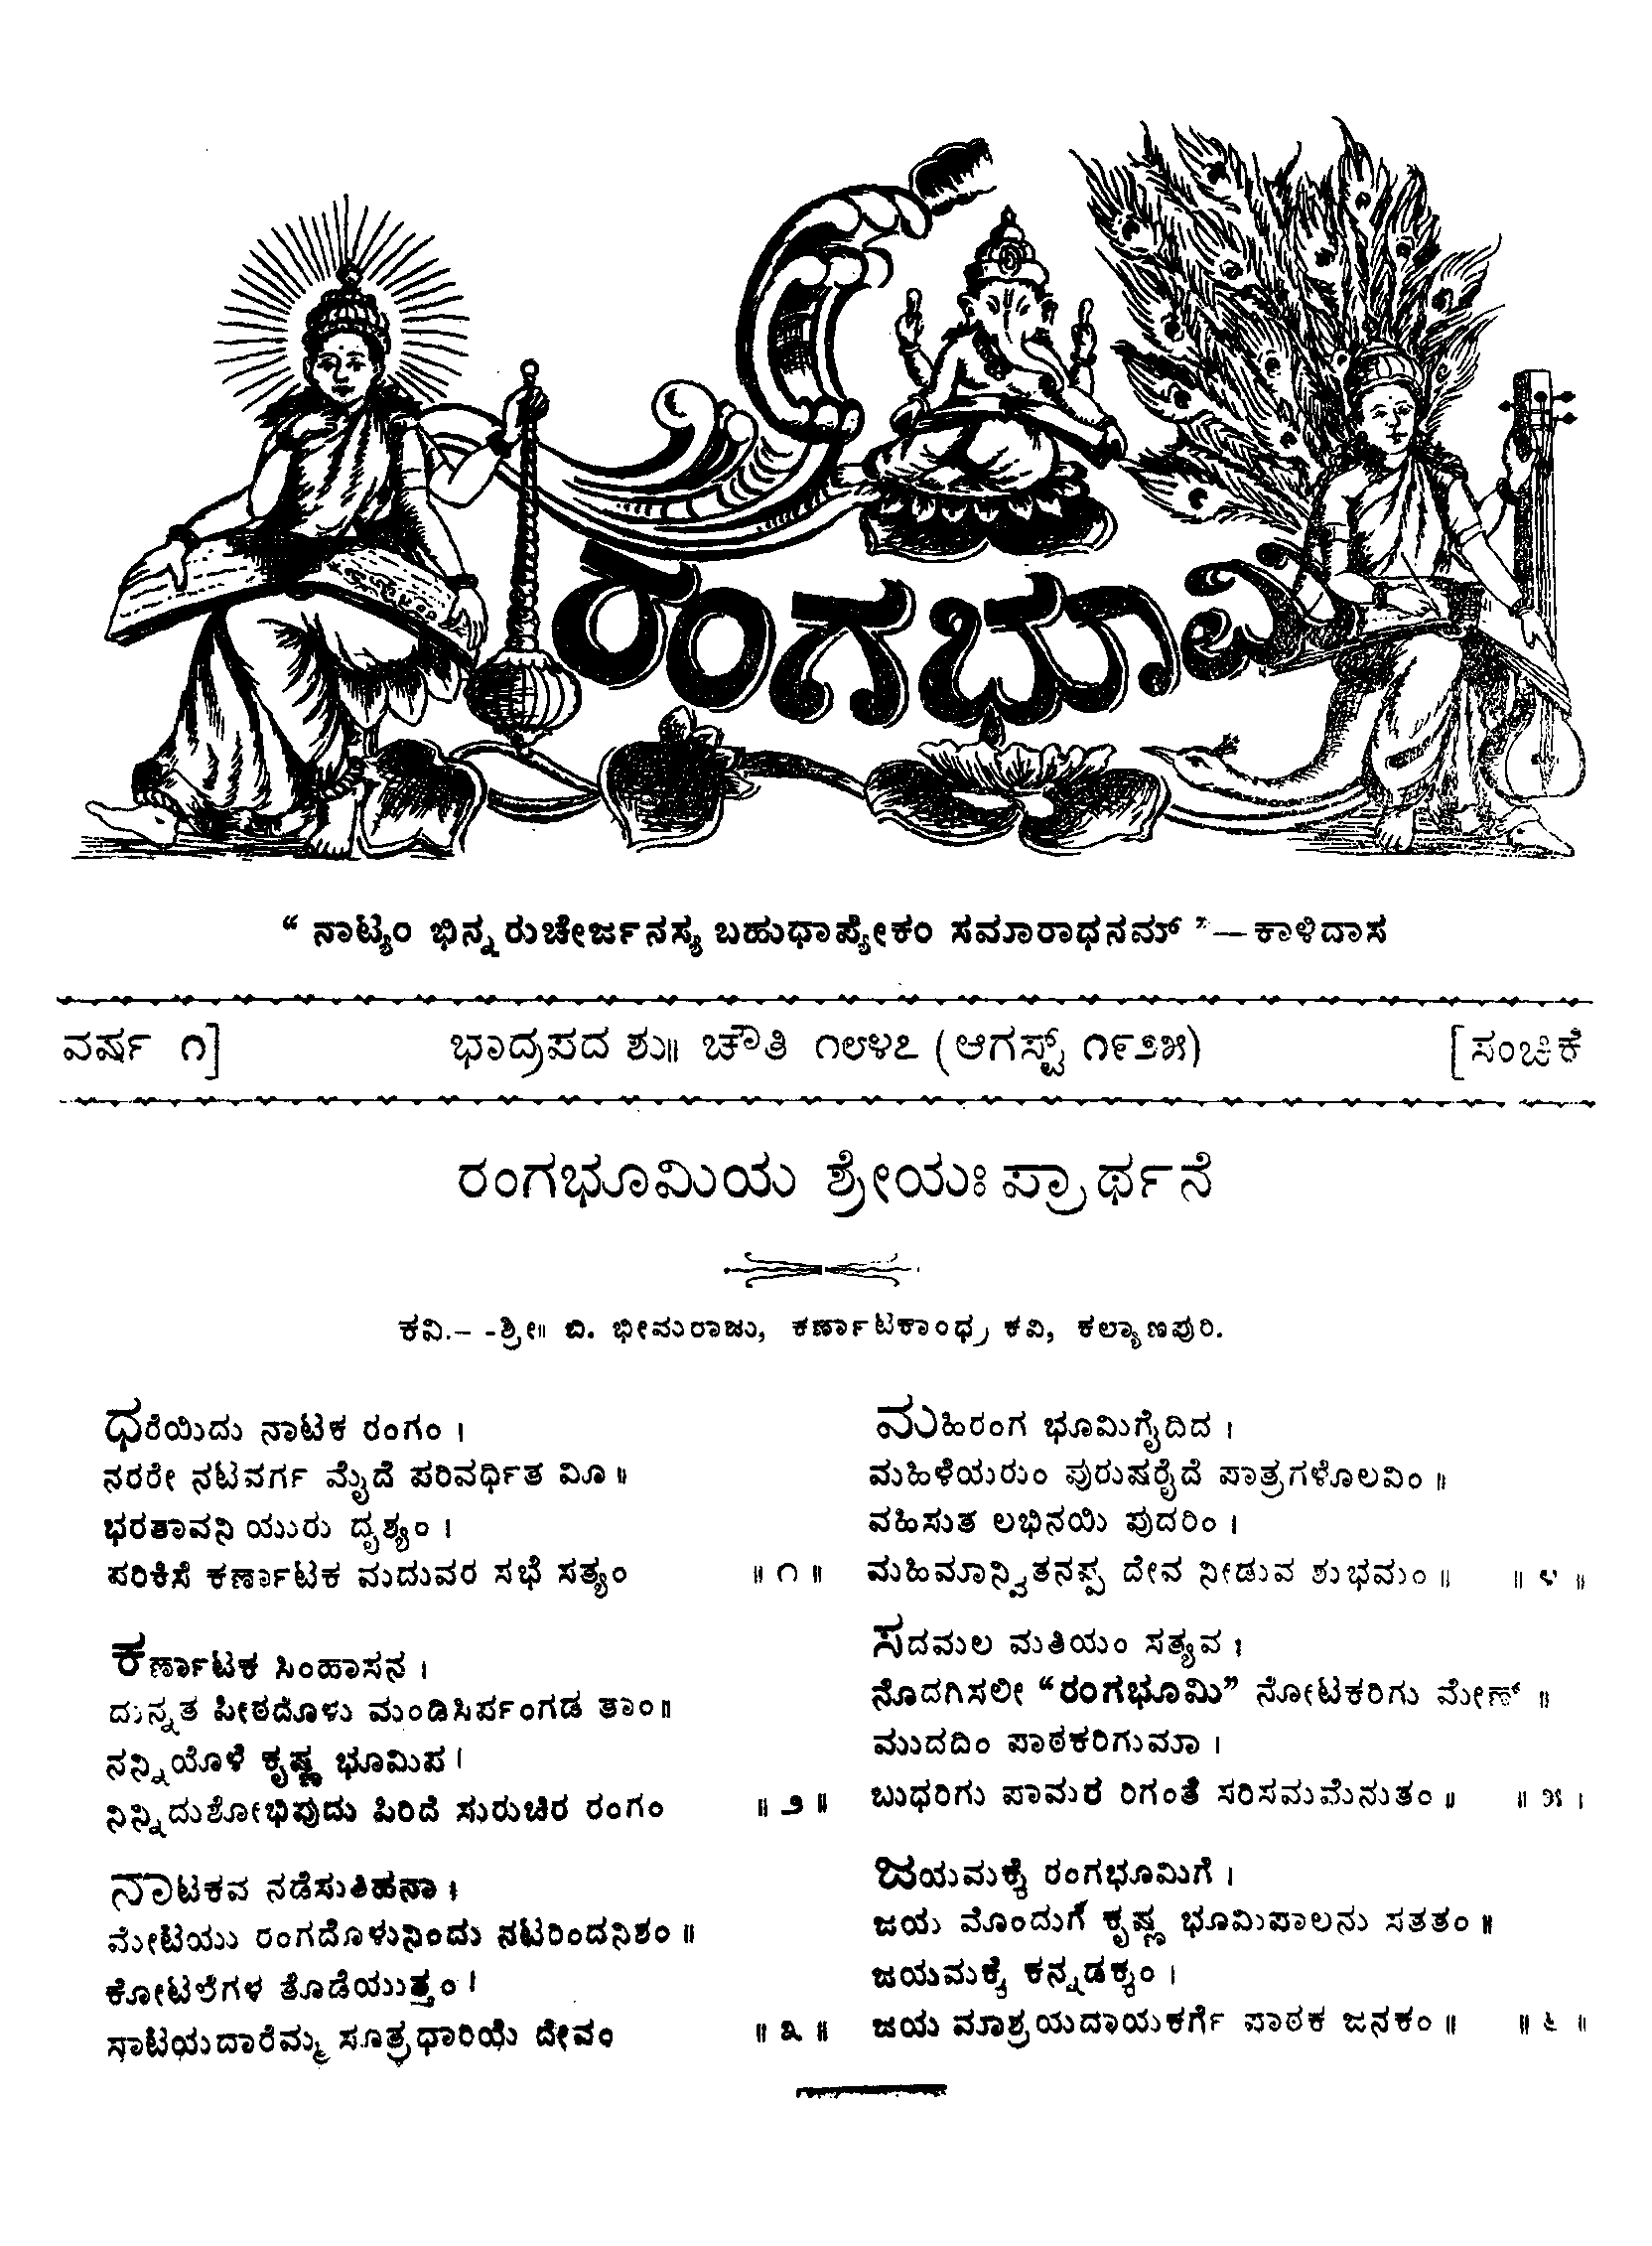 ರಂಗಭೂಮಿ
“ ನಾಟ್ಯಂ ಭಿನ್ನರುಚೇರ್ಜನಸ್ಯ ಬಹುಧಾಪ್ಯೇಕಂ ಸಮಾರಾಧನಮ್ ”— ಕಾಳಿದಾಸ
ವರ್ಷ ೧] ಭಾದ್ರಪದ ಶು॥ ಚೌತಿ ೧೮೪೭ (ಆಗಸ್ಟ್ ೧೯೨೫) [ಸಂಚಿಕೆ
ರಂಗಭೂಮಿಯ ಶ್ರೇಯಃ ಪ್ರಾರ್ಥನೆ
ಕವಿ.- -ಶ್ರೀ॥ ಬಿ. ಭೀಮರಾಜು, ಕರ್ಣಾಟಕಾಂಧ್ರ ಕವಿ, ಕಲ್ಯಾಣಪುರಿ.
ಧರೆಯಿದು ನಾಟಕ ರಂಗಂ ।
ನರರೇ ನಟವರ್ಗ ಮೈದೆ ಪರಿವರ್ಧಿತ ವಿೂ ॥
ಭರತಾವನಿ ಯುರು ದೃಶ್ಯಂ ।
ಪರಿಕಿಸೆ ಕರ್ಣಾಟಕ ಮದುವರ ಸಭೆ ಸತ್ಯಂ ॥ ೧ ॥
ಕರ್ಣಾಟಕ ಸಿಂಹಾಸನ ।
ದುನ್ನತ ಪೀಠದೊಳು ಮಂಡಿಸಿರ್ಪಂಗಡ ತಾಂ॥
ನನ್ನಿಯೊಳೆ ಕೃಷ್ಣ ಭೂಮಿಪ ।
ನಿನ್ನಿದುಶೋಭಿಪುದು ಪಿರಿದೆ ಸುರುಚಿರ ರಂಗಂ ॥ ೨ ॥
ನಾಟಕವ ನಡೆಸುತಿಹನಾ ।
ಮೇಟಿಯು ರಂಗದೊಳುನಿಂದು ನಟರಿಂದನಿಶಂ ॥
ಕೋಟಲೆಗಳ ತೊಡೆಯುತ್ತಂ ।
ಸಾಟಿಯದಾರೆಮ್ಮ ಸೂತ್ರಧಾರಿಯೆ ದೇವಂ ॥ ೩ ॥
ಮಹಿರಂಗ ಭೂಮಿಗೈದಿದ ।
ಮಹಿಳೆಯರುಂ ಪುರುಷರೈದೆ ಪಾತ್ರಗಳೊಲವಿಂ ॥
ವಹಿಸುತ ಲಭಿನಯಿ ಪುದರಿಂ ।
ಮಹಿಮಾನ್ವಿತನಪ್ಪ ದೇವ ನೀಡುವ ಶುಭಮಂ ॥ ॥ ೪ ॥
ಸದಮಲ ಮತಿಯಂ ಸತ್ಯವ ।
ನೊದಗಿಸಲೀ “ರಂಗಭೂಮಿ” ನೋಟಕರಿಗು ಮೇಣ್ ॥
ಮುದದಿಂ ಪಾಠಕರಿಗುಮಾ ।
ಬುಧರಿಗು ಪಾಮರ ರಿಗಂತೆ ಸರಿಸಮಮೆನುತಂ ॥ ॥ ೫ ।
ಜಯಮಕ್ಕೆ ರಂಗಭೂಮಿಗೆ ।
ಜಯ ಮೊಂದುಗೆ ಕೃಷ್ಣ ಭೂಮಿಪಾಲನು ಸತತಂ ॥
ಜಯಮಕ್ಕೆ ಕನ್ನಡಕ್ಕಂ ।
ಜಯ ಮಾಶ್ರಯದಾಯಕರ್ಗೆ ಪಾಠಕ ಜನಕಂ ॥ ॥ ೬ ॥